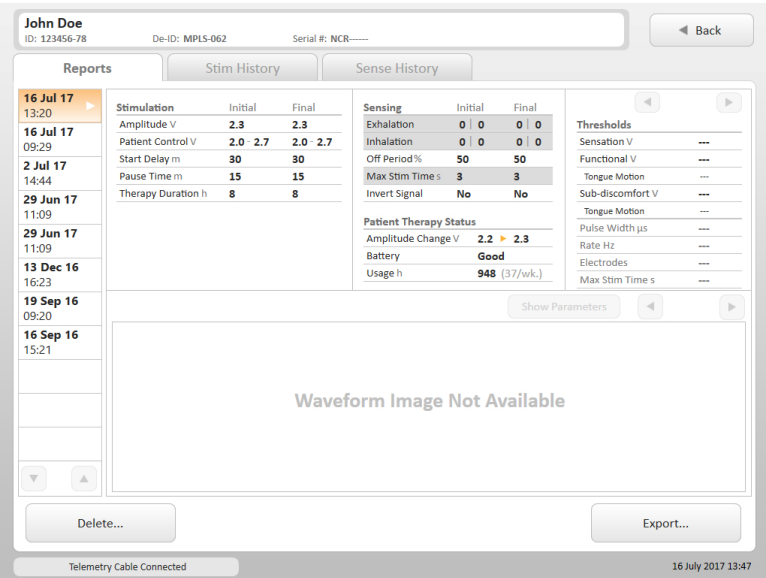 John Doe
ID: 123456-78 De-ID: MPLS-062 Serial #: NCR------
Back
Reports Stim History Sense History
16 Jul 17
13:20
16 Jul 17
09:29
2 Jul 17
14:44
29 Jun 17
11:09
29 Jun 17
11:09
13 Dec 16
16:23
19 Sep 16
09:20
16 Sep 16
15:21
Stimulation Initial Final
Amplitude V 2.3 2.3
Patient Control V 2.0 - 2.7 2.0 - 2.7
Start Delay m 30 30
Pause Time m 15 15
Therapy Duration h 8 8
Sensing Initial Final
Exhalation 0 | 0 0 | 0
Inhalation 0 | 0 0 | 0
Off Period % 50 50
Max Stim Time s 3 3
Invert Signal No No
Patient Therapy Status
Amplitude Change V 2.2 ► 2.3
Battery Good
Usage h 948 (37/wk.)
Thresholds
Sensation V ---
Functional V ---
Tongue Motion ---
Sub-discomfort V ---
Tongue Motion ---
Pulse Width µs ---
Rate Hz ---
Electrodes ---
Max Stim Time s ---
Show Parameters
Waveform Image Not Available
Delete...
Export...
Telemetry Cable Connected
16 July 2017 13:47